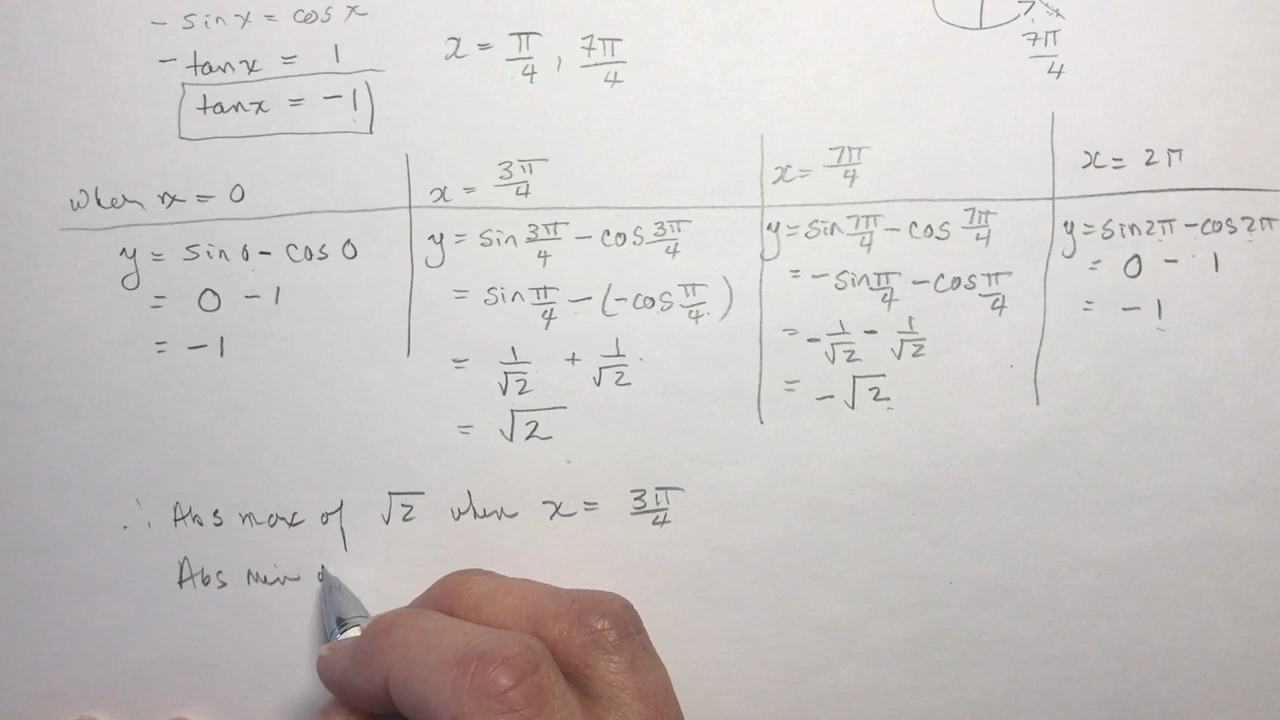 - sin x = cos x
- tan x = 1
tan x = -1
x = π/4 , 7π/4
7π/4
when x = 0
y = sin 0 - cos 0
= 0 - 1
= -1
x = 3π/4
y = sin 3π/4 - cos 3π/4
= sin π/4 - (-cos π/4)
= 1/√2 + 1/√2
= √2
x = 7π/4
y = sin 7π/4 - cos 7π/4
= -sin π/4 - cos π/4
= -1/√2 - 1/√2
= -√2
x = 2π
y = sin 2π - cos 2π
= 0 - 1
= -1
∴ Abs max of √2 when x = 3π/4
Abs min